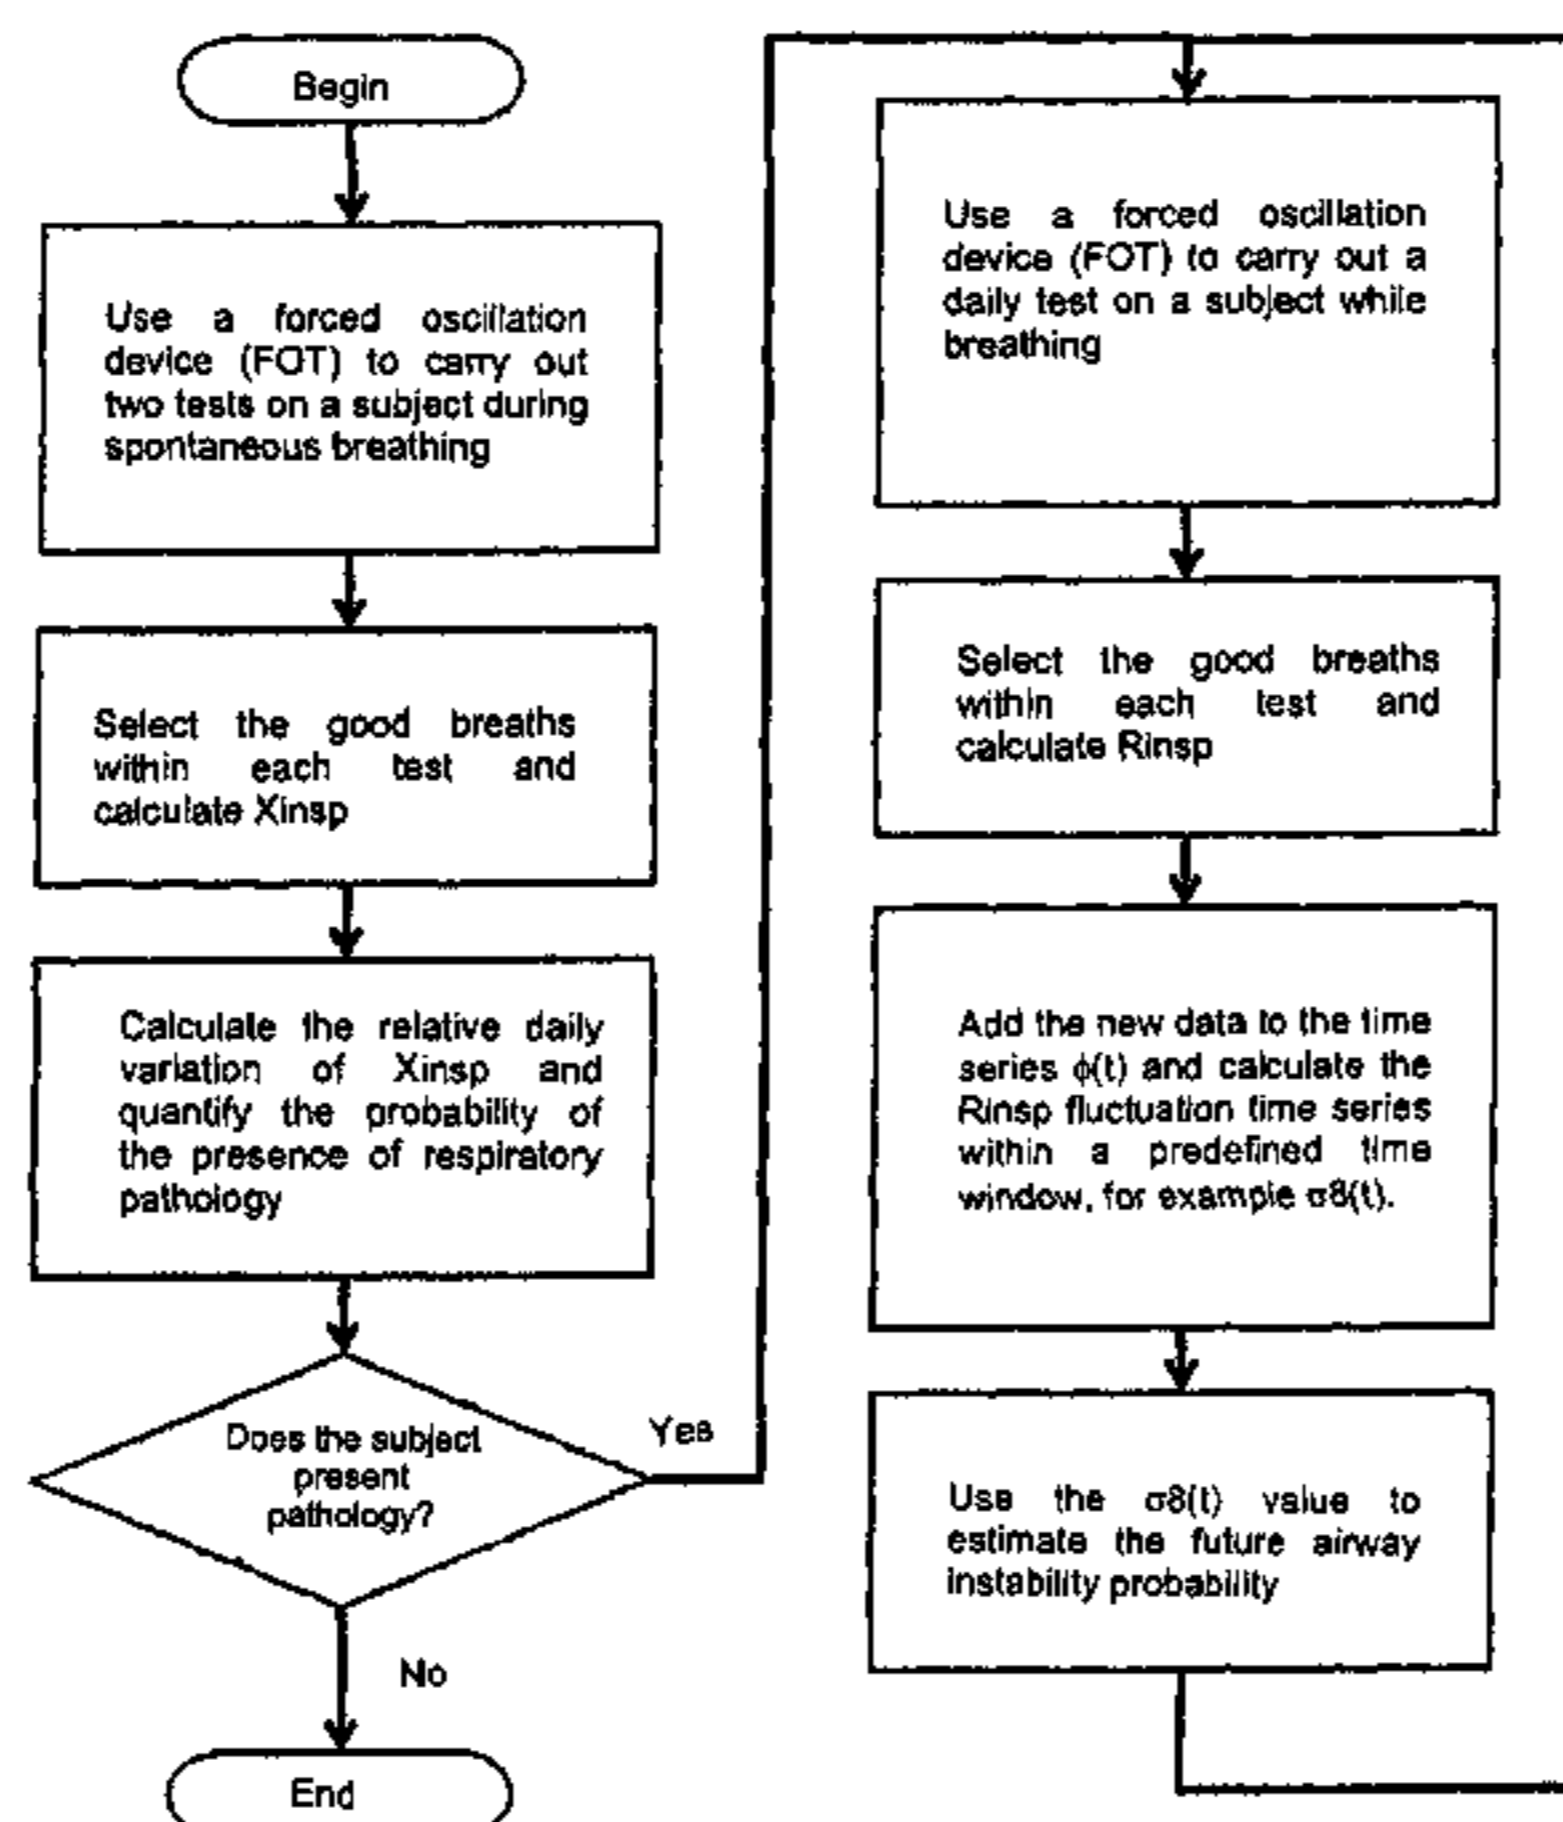 Begin
Use a forced oscillation
device (FOT) to carry out
two tests on a subject during
spontaneous breathing
Select the good breaths
within each test and
calculate Xinsp
Calculate the relative daily
variation of Xinsp and
quantify the probability of
the presence of respiratory
pathology
Does the subject
present
pathology?
Yes
No
End
Use a forced oscillation
device (FOT) to carry out a
daily test on a subject while
breathing
Select the good breaths
within each test and
calculate Rinsp
Add the new data to the time
series ϕ(t) and calculate the
Rinsp fluctuation time series
within a predefined time
window, for example σ8(t).
Use the σ8(t) value to
estimate the future airway
instability probability